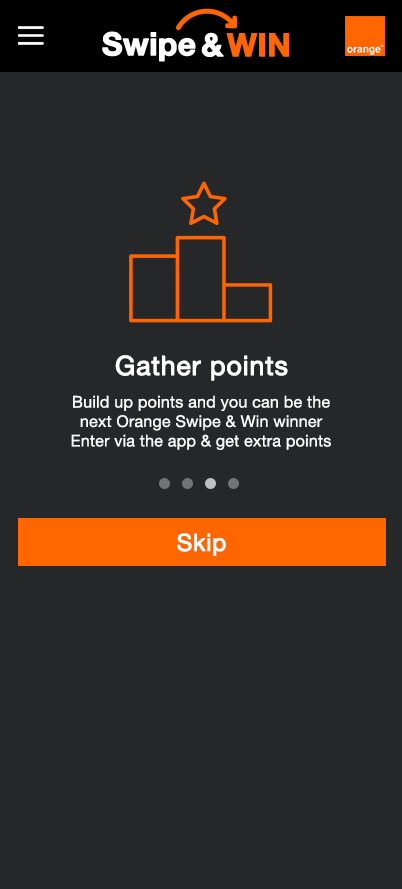 Swipe & WIN
orange™
Gather points
Build up points and you can be the
next Orange Swipe & Win winner
Enter via the app & get extra points
Skip